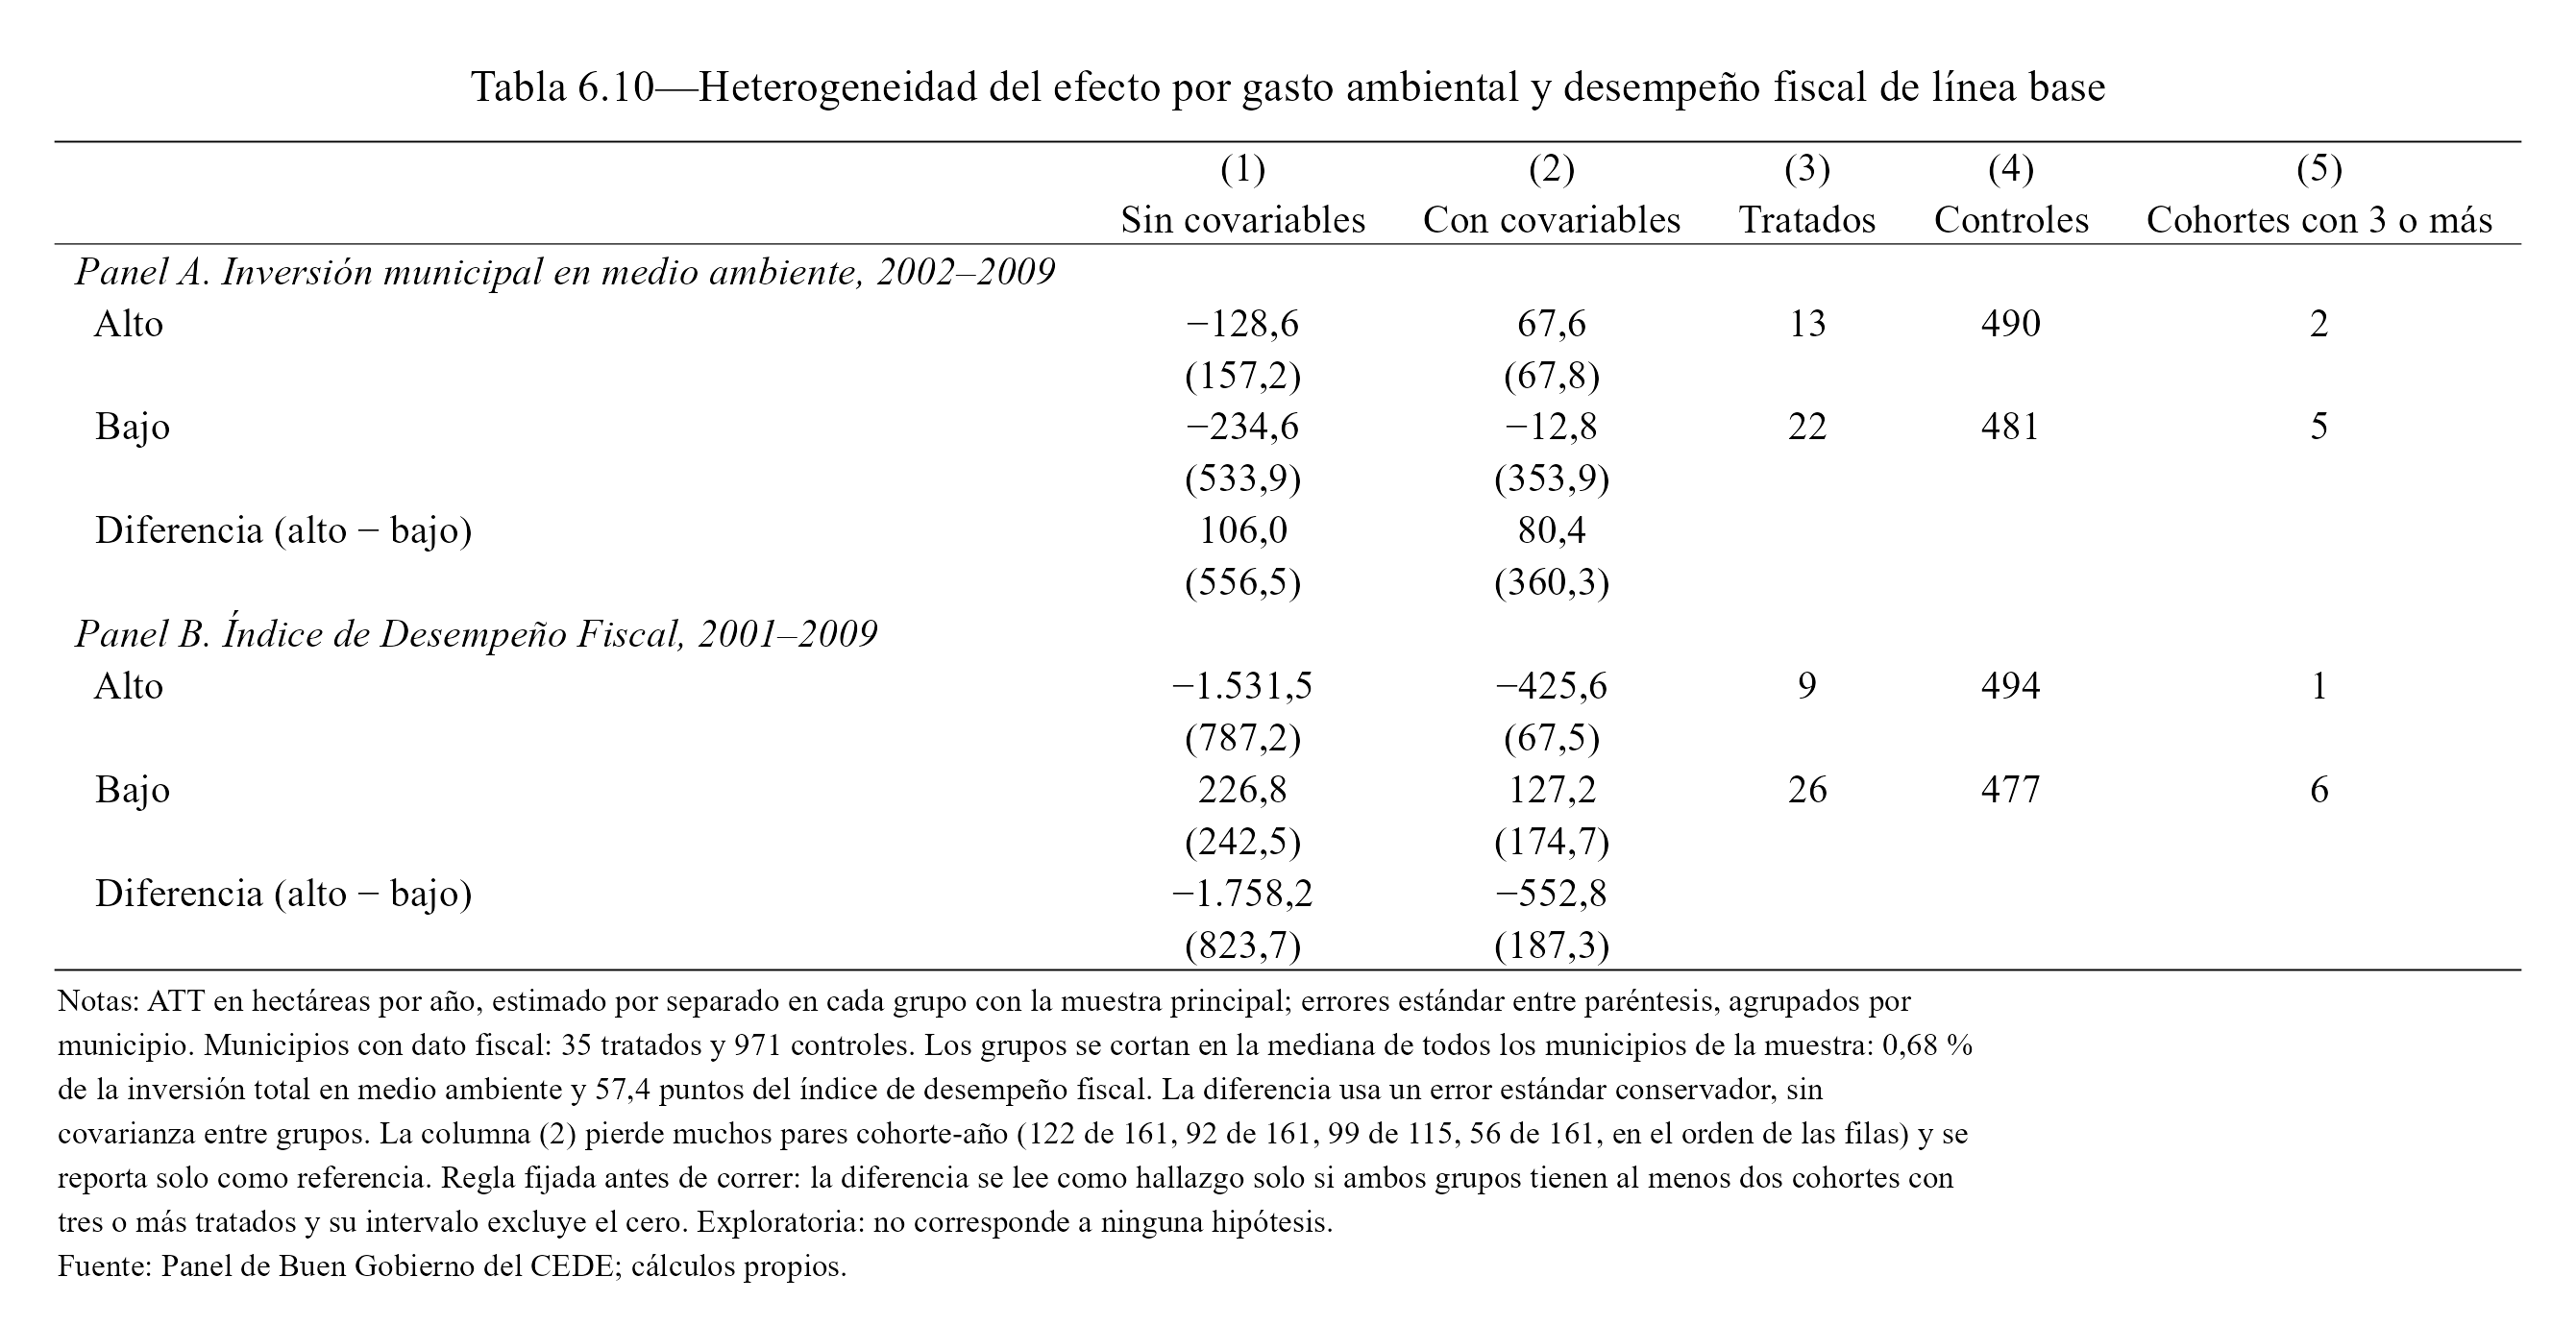 Tabla 6.10—Heterogeneidad del efecto por gasto ambiental y desempeño fiscal de línea base
(1) (2) (3) (4) (5)
Sin covariables Con covariables Tratados Controles Cohortes con 3 o más
Panel A. Inversión municipal en medio ambiente, 2002–2009
Alto −128,6 67,6 13 490 2
(157,2) (67,8)
Bajo −234,6 −12,8 22 481 5
(533,9) (353,9)
Diferencia (alto − bajo) 106,0 80,4
(556,5) (360,3)
Panel B. Índice de Desempeño Fiscal, 2001–2009
Alto −1.531,5 −425,6 9 494 1
(787,2) (67,5)
Bajo 226,8 127,2 26 477 6
(242,5) (174,7)
Diferencia (alto − bajo) −1.758,2 −552,8
(823,7) (187,3)
Notas: ATT en hectáreas por año, estimado por separado en cada grupo con la muestra principal; errores estándar entre paréntesis, agrupados por
municipio. Municipios con dato fiscal: 35 tratados y 971 controles. Los grupos se cortan en la mediana de todos los municipios de la muestra: 0,68 %
de la inversión total en medio ambiente y 57,4 puntos del índice de desempeño fiscal. La diferencia usa un error estándar conservador, sin
covarianza entre grupos. La columna (2) pierde muchos pares cohorte-año (122 de 161, 92 de 161, 99 de 115, 56 de 161, en el orden de las filas) y se
reporta solo como referencia. Regla fijada antes de correr: la diferencia se lee como hallazgo solo si ambos grupos tienen al menos dos cohortes con
tres o más tratados y su intervalo excluye el cero. Exploratoria: no corresponde a ninguna hipótesis.
Fuente: Panel de Buen Gobierno del CEDE; cálculos propios.